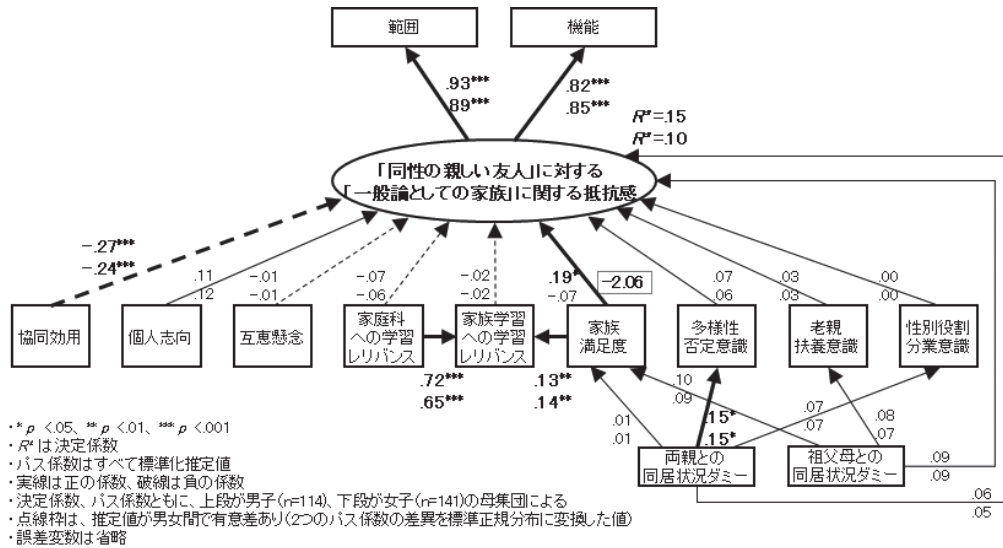 範囲
機能
.93***
.89***
.82***
.85***
R²=.15
R²=.10
「同性の親しい友人」に対する
「一般論としての家族」に関する抵抗感
−.27***
−.24***
.11
.12
−.01
−.01
−.07
−.06
−.02
−.02
.19*
−.07
−2.06
.07
.06
.03
.03
.00
.00
協同効用
個人志向
互恵懸念
家庭科
への学習
レリバンス
家族学習
への学習
レリバンス
家族
満足度
多様性
否定意識
老親
扶養意識
性別役割
分業意識
.72***
.65***
.13**
.14**
.10
.09
.01
.01
.15*
.15*
.07
.07
.08
.07
両親との
同居状況ダミー
祖父母との
同居状況ダミー
.09
.09
.06
.05
・* p <.05、** p <.01、*** p <.001
・R²は決定係数
・パス係数はすべて標準化推定値
・実線は正の係数、破線は負の係数
・決定係数、パス係数ともに、上段が男子(n=114)、下段が女子(n=141)の母集団による
・点線枠は、推定値が男女間で有意差あり(2つのパス係数の差異を標準正規分布に変換した値)
・誤差変数は省略